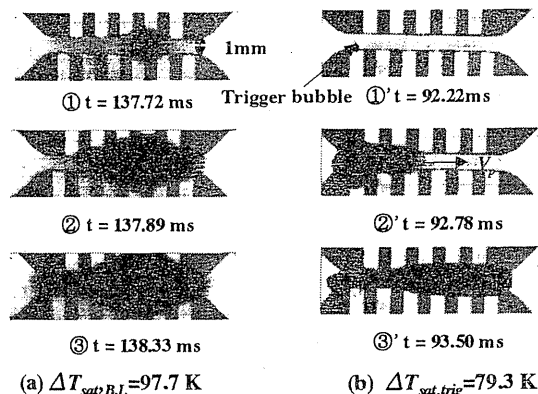 1mm
① t = 137.72 ms
Trigger bubble
①' t = 92.22ms
② t = 137.89 ms
V_P
②' t = 92.78 ms
③ t = 138.33 ms
③' t = 93.50 ms
(a) ΔT_sat,B.I.=97.7 K
(b) ΔT_sat,trig=79.3 K